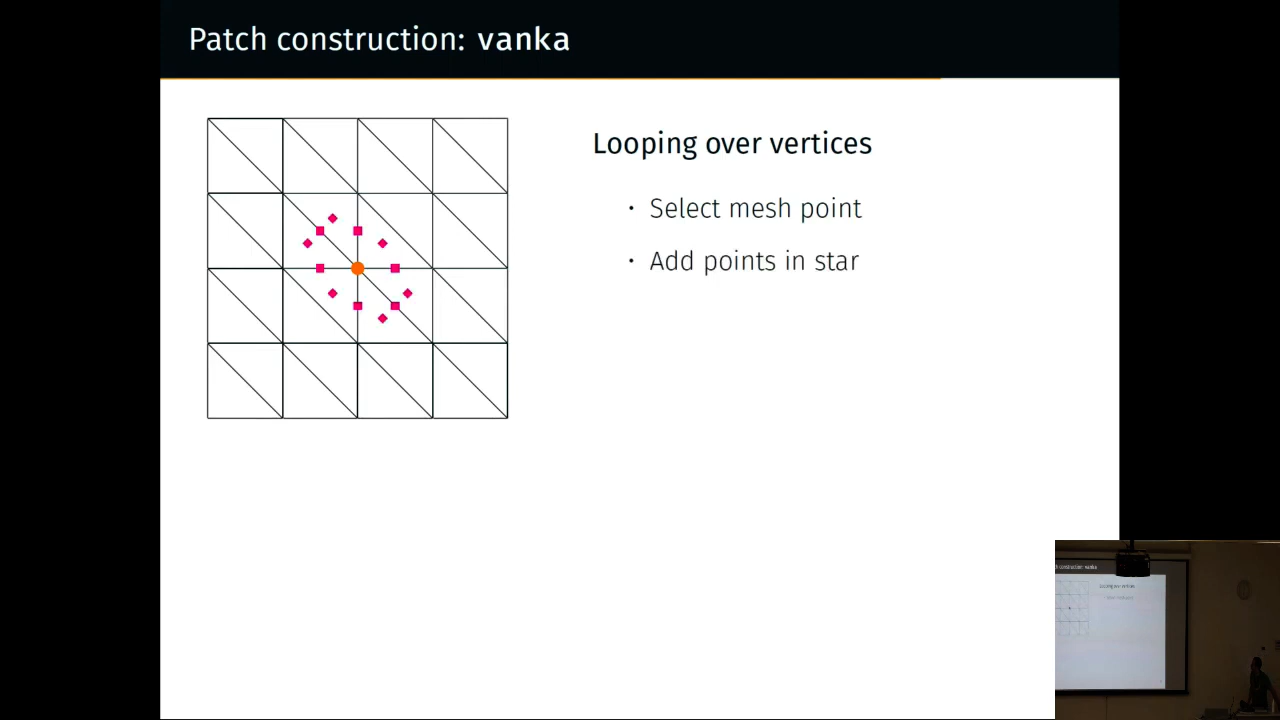 Patch construction: vanka
Looping over vertices
· Select mesh point
· Add points in star